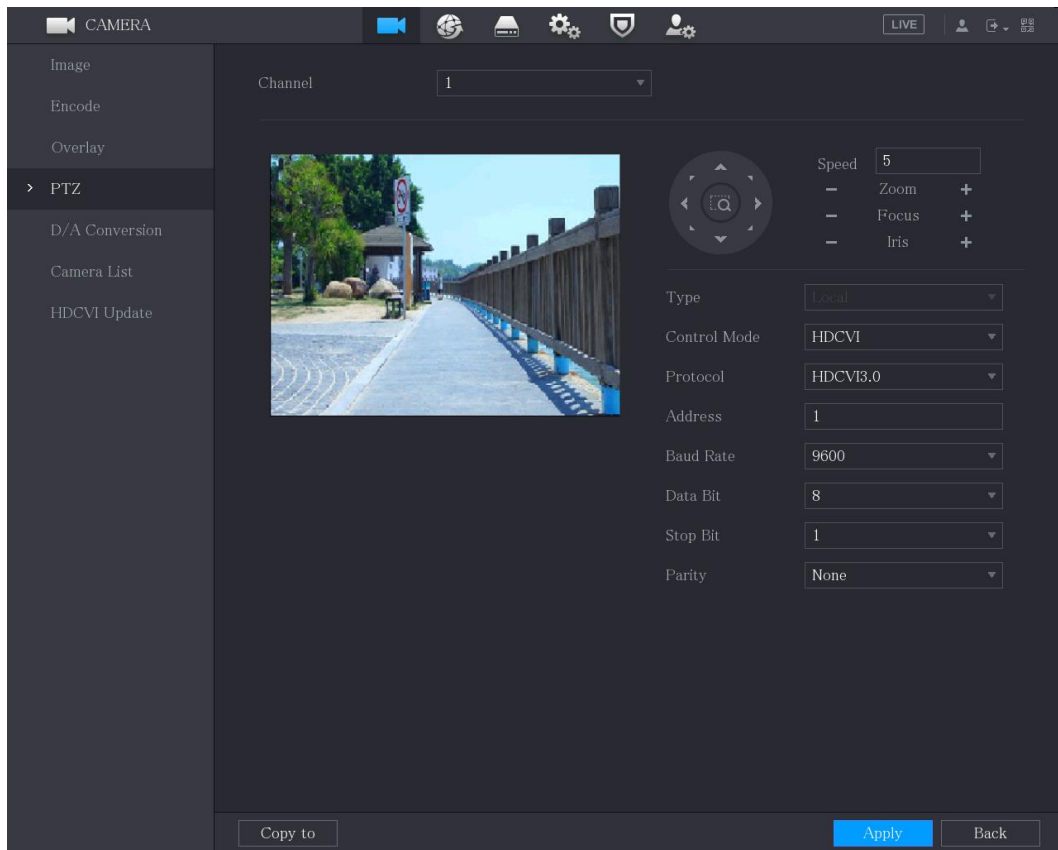 CAMERA
LIVE
Image
Encode
Overlay
PTZ
D/A Conversion
Camera List
HDCVI Update
Channel 1
Speed 5
Zoom
Focus
Iris
Type Local
Control Mode HDCVI
Protocol HDCVI3.0
Address 1
Baud Rate 9600
Data Bit 8
Stop Bit 1
Parity None
Copy to Apply Back